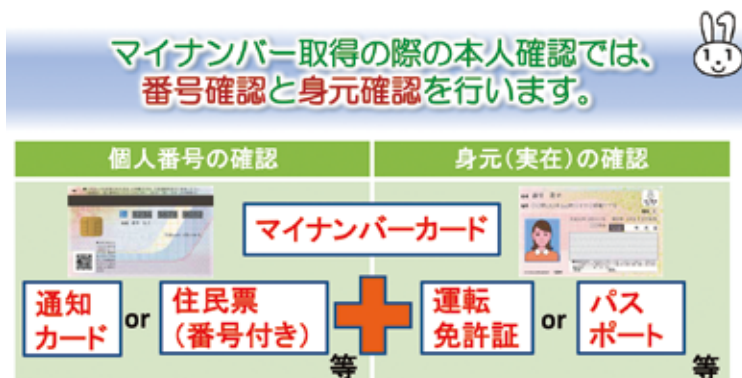 マイナンバー取得の際の本人確認では、
番号確認と身元確認を行います。
個人番号の確認
身元(実在)の確認
マイナンバーカード
通知
カード
or
住民票
(番号付き)
等
運転
免許証
or
パス
ポート
等